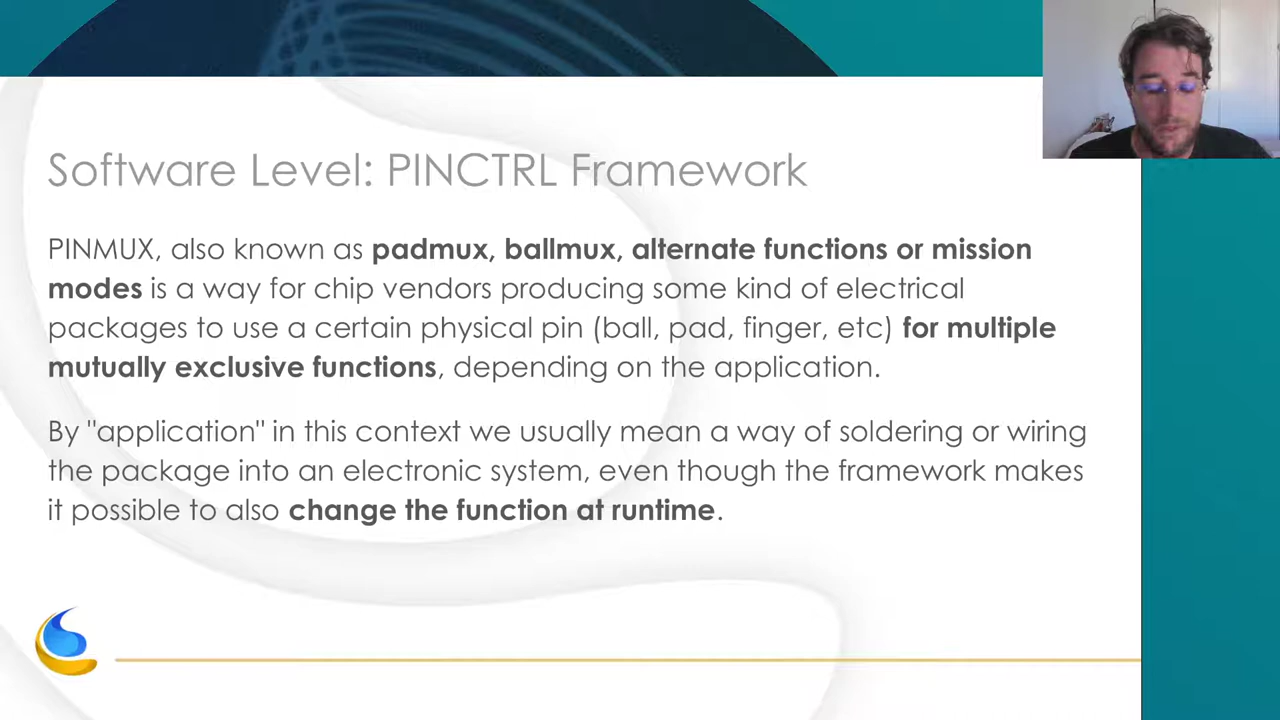 Software Level: PINCTRL Framework
PINMUX, also known as padmux, ballmux, alternate functions or mission
modes is a way for chip vendors producing some kind of electrical
packages to use a certain physical pin (ball, pad, finger, etc) for multiple
mutually exclusive functions, depending on the application.
By "application" in this context we usually mean a way of soldering or wiring
the package into an electronic system, even though the framework makes
it possible to also change the function at runtime.